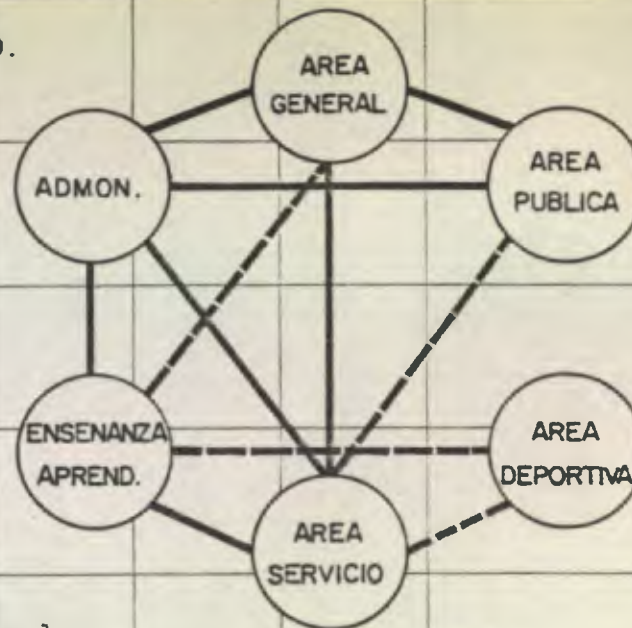 AREA
GENERAL
ADMON.
AREA
PUBLICA
ENSENANZA
APREND.
AREA
DEPORTIVA
AREA
SERVICIO